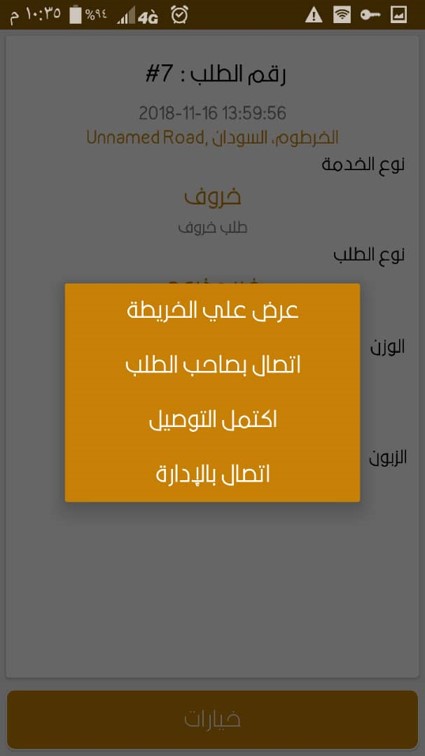 ١٠:٣٥ م
%٩٤
4G
رقم الطلب : 7#
2018-11-16 13:59:56
Unnamed Road, الخرطوم، السودان
نوع الخدمة
خروف
طلب خروف
نوع الطلب
عرض علي الخريطة
الوزن
اتصال بصاحب الطلب
اكتمل التوصيل
الزبون
اتصال بالإدارة
خيارات